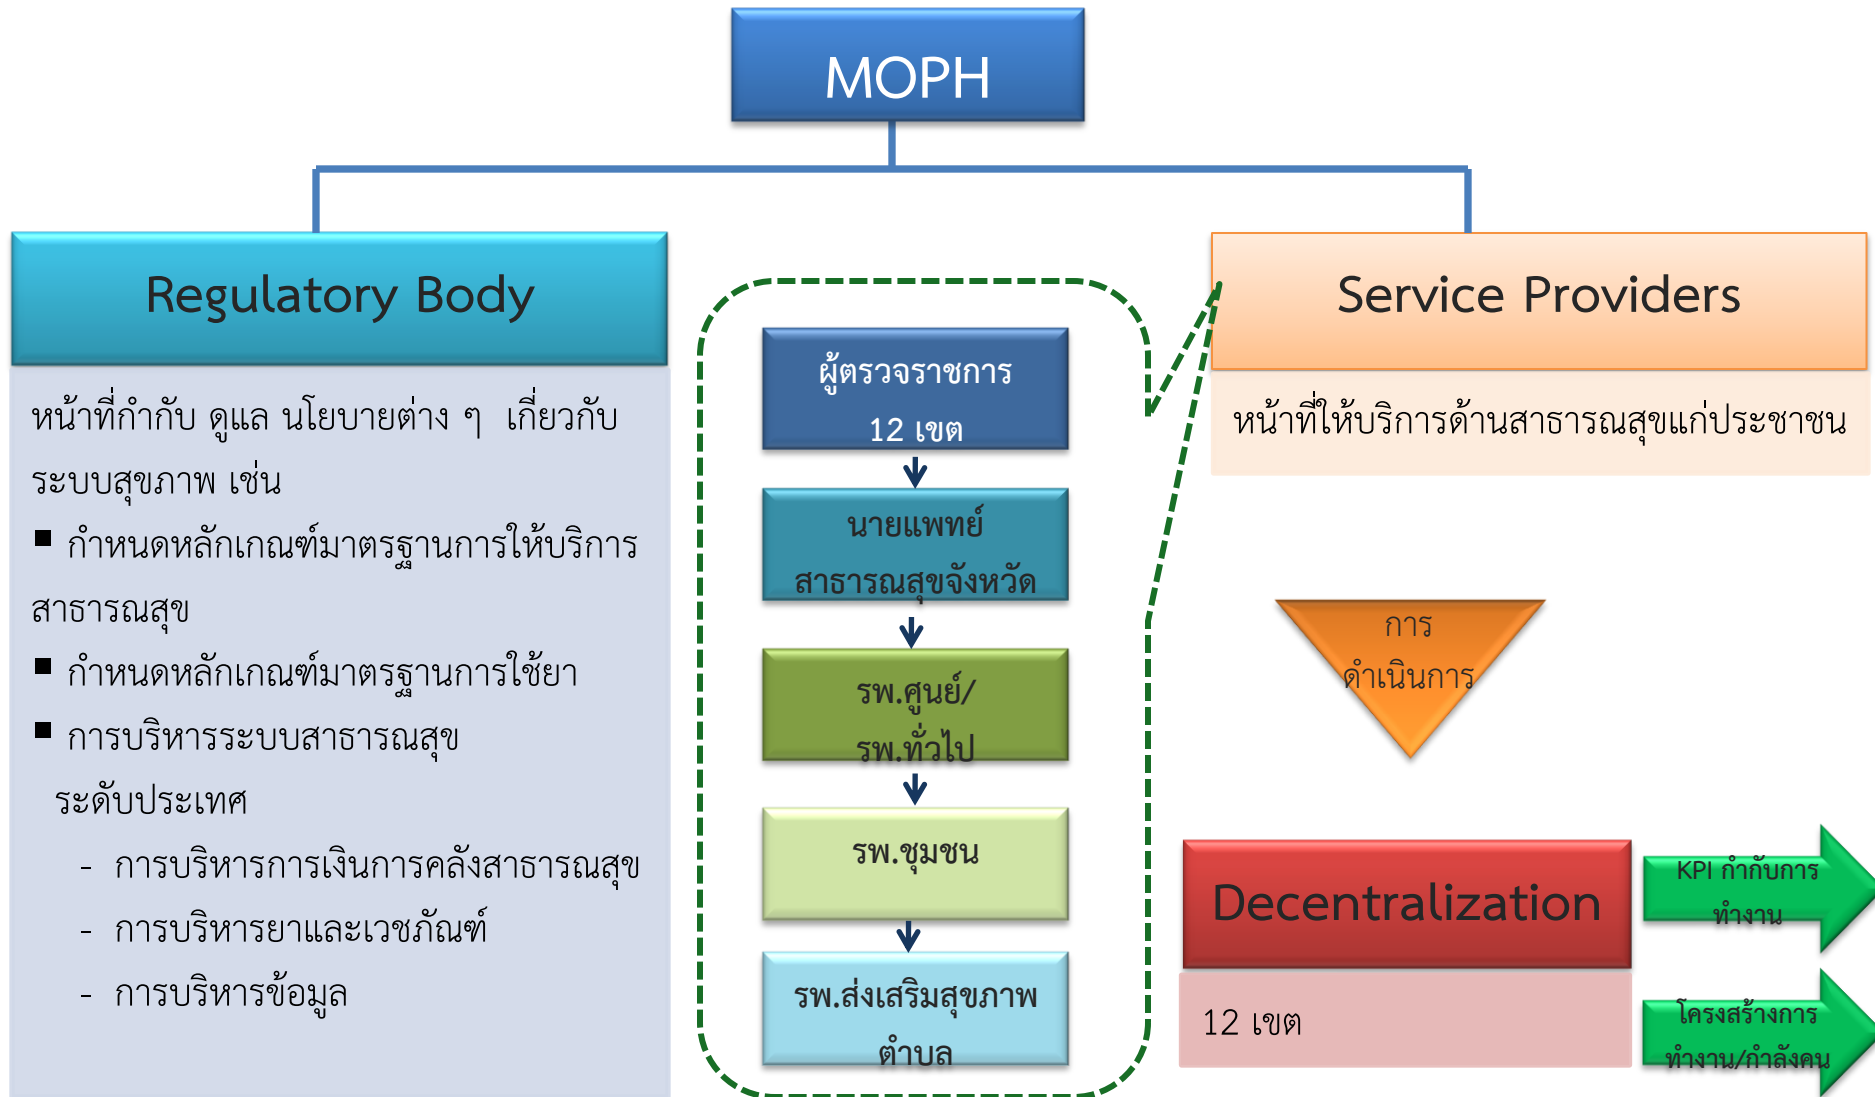 MOPH
Regulatory Body
หน้าที่กำกับ ดูแล นโยบายต่าง ๆ เกี่ยวกับ
ระบบสุขภาพ เช่น
▪ กำหนดหลักเกณฑ์มาตรฐานการให้บริการ
สาธารณสุข
▪ กำหนดหลักเกณฑ์มาตรฐานการใช้ยา
▪ การบริหารระบบสาธารณสุข
ระดับประเทศ
- การบริหารการเงินการคลังสาธารณสุข
- การบริหารยาและเวชภัณฑ์
- การบริหารข้อมูล
ผู้ตรวจราชการ
12 เขต
นายแพทย์
สาธารณสุขจังหวัด
รพ.ศูนย์/
รพ.ทั่วไป
รพ.ชุมชน
รพ.ส่งเสริมสุขภาพ
ตำบล
Service Providers
หน้าที่ให้บริการด้านสาธารณสุขแก่ประชาชน
การ
ดำเนินการ
Decentralization
12 เขต
KPI กำกับการ
ทำงาน
โครงสร้างการ
ทำงาน/กำลังคน